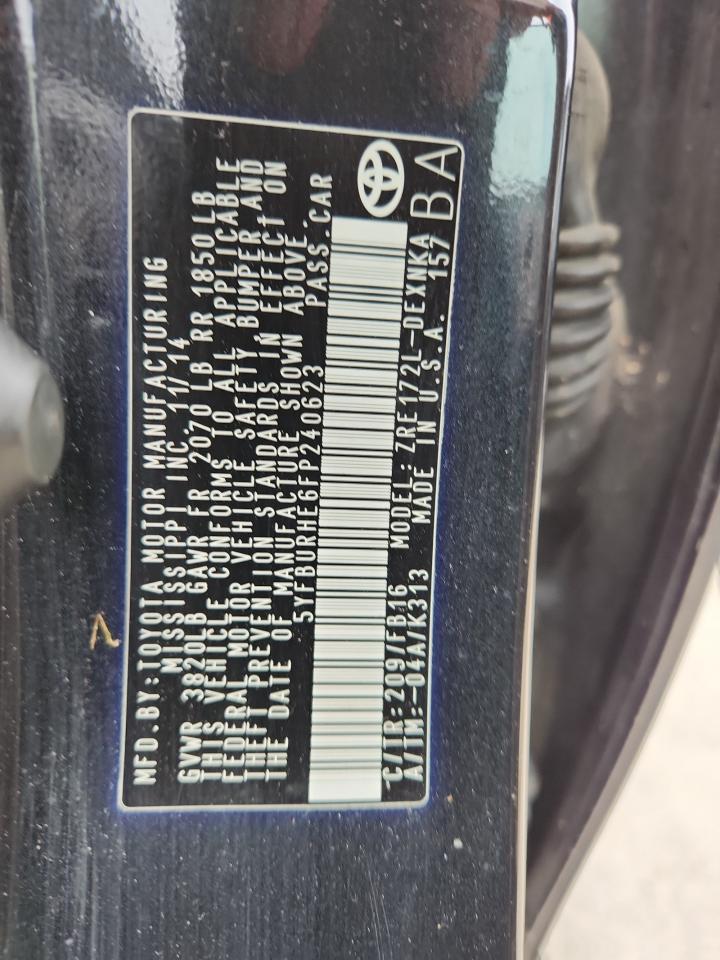 MFD.BY:TOYOTA MOTOR MANUFACTURING
MISSISSIPPI INC. 11/14
GVWR 3820LB GAWR FR 2070 LB RR 1850 LB
THIS VEHICLE CONFORMS TO ALL APPLICABLE
FEDERAL MOTOR VEHICLE SAFETY BUMPER AND
THEFT PREVENTION STANDARDS IN EFFECT ON
THE DATE OF MANUFACTURE SHOWN ABOVE.
5YFBURHE6FP240623 PASS.CAR
C/TR:209/FB16 MODEL:ZRE172L-DEXNKA
A/TM:-04A/K313 MADE IN U.S.A. 157
BA